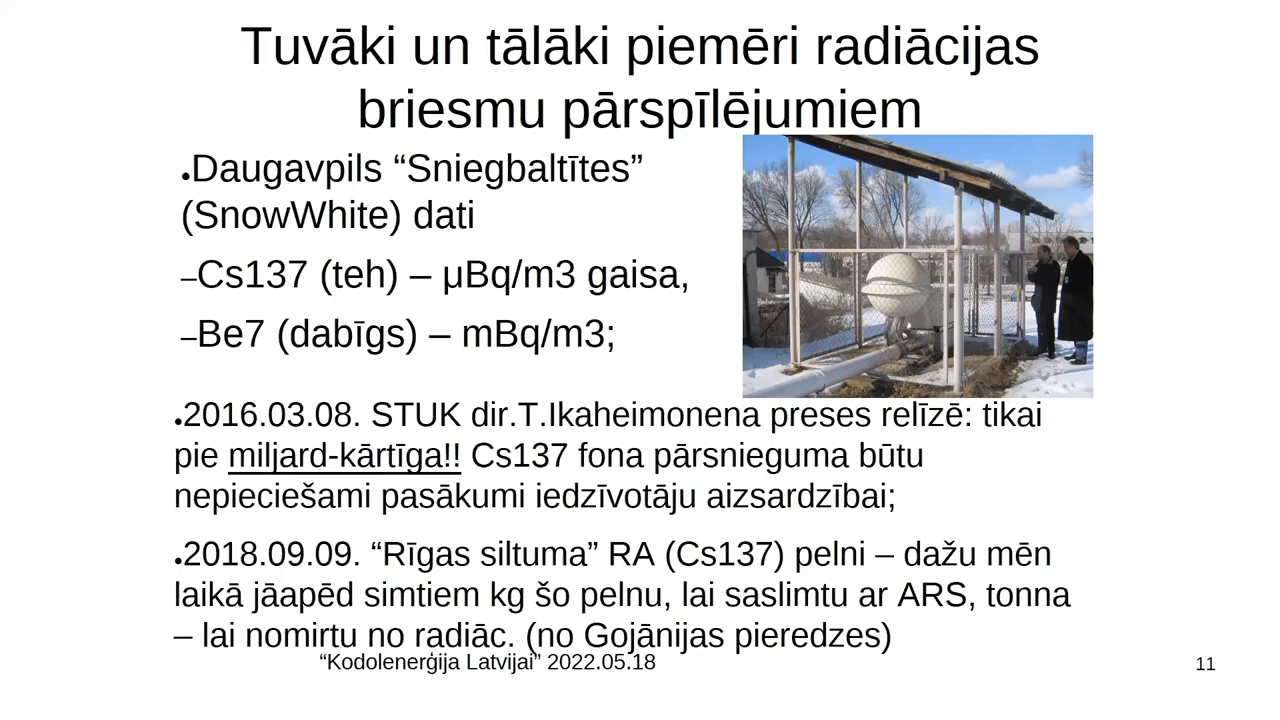 Tuvāki un tālāki piemēri radiācijas
briesmu pārspīlējumiem
●Daugavpils “Sniegbaltītes”
(SnowWhite) dati
–Cs137 (teh) – μBq/m3 gaisa,
–Be7 (dabīgs) – mBq/m3;
●2016.03.08. STUK dir.T.Ikaheimonena preses relīzē: tikai
pie miljard-kārtīga!! Cs137 fona pārsnieguma būtu
nepieciešami pasākumi iedzīvotāju aizsardzībai;
●2018.09.09. “Rīgas siltuma” RA (Cs137) pelni – dažu mēn
laikā jāapēd simtiem kg šo pelnu, lai saslimtu ar ARS, tonna
– lai nomirtu no radiāc. (no Gojānijas pieredzes)
“Kodolenerģija Latvijai” 2022.05.18
11